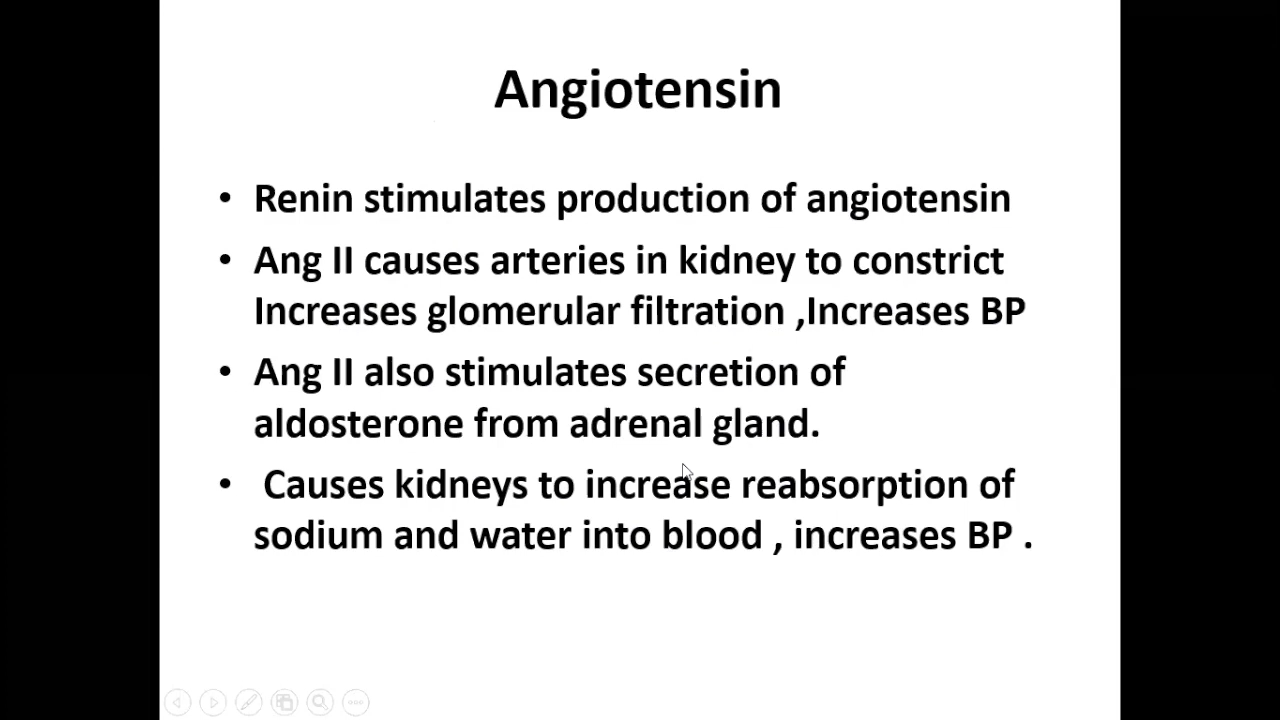 Angiotensin
• Renin stimulates production of angiotensin
• Ang II causes arteries in kidney to constrict
Increases glomerular filtration ,Increases BP
• Ang II also stimulates secretion of
aldosterone from adrenal gland.
• Causes kidneys to increase reabsorption of
sodium and water into blood , increases BP .